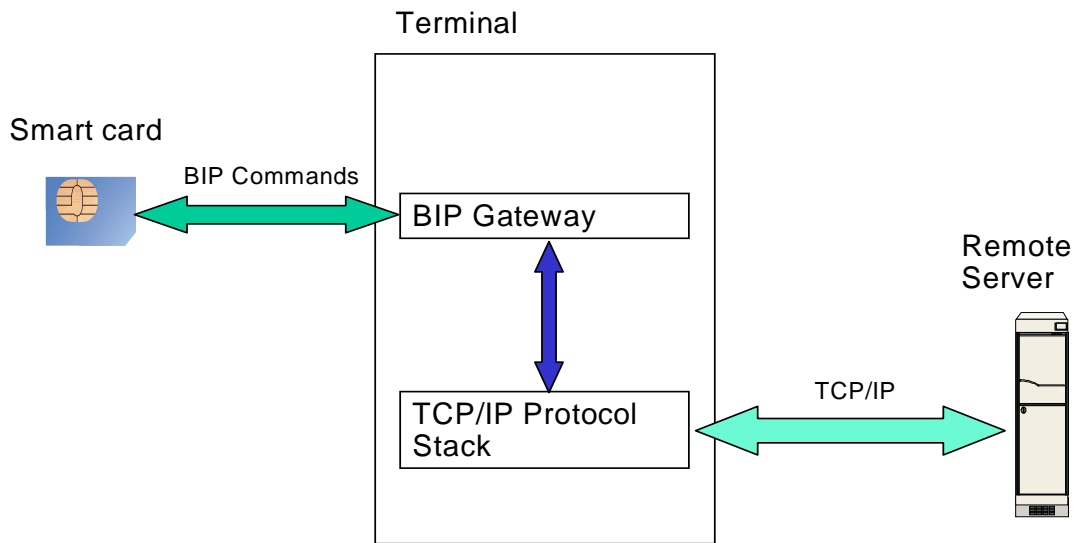 Terminal
Smart card
BIP Commands
BIP Gateway
Remote
Server
TCP/IP Protocol
Stack
TCP/IP